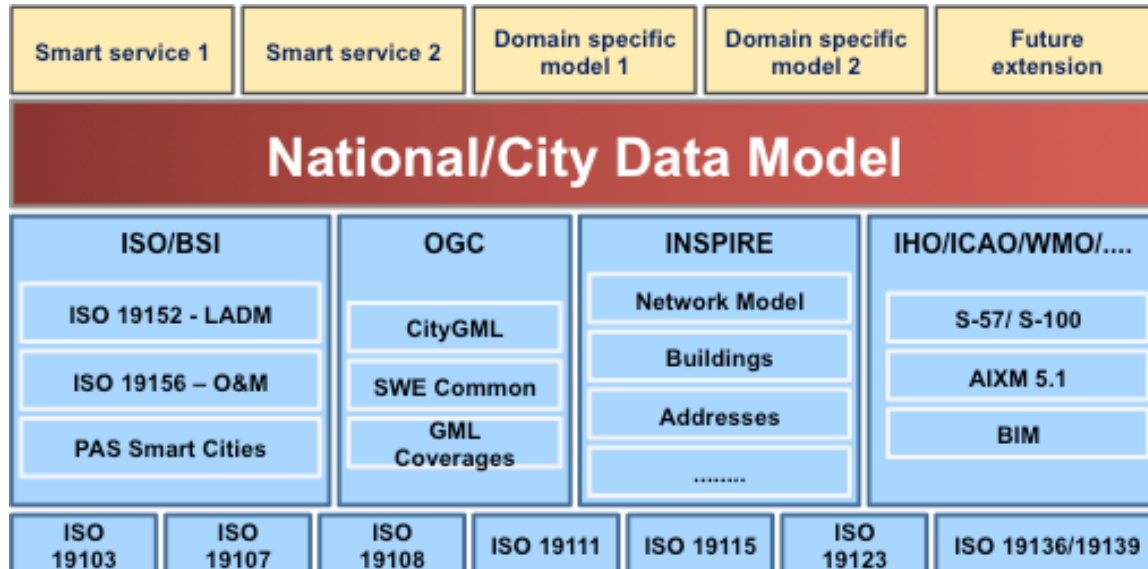 Smart service 1
Smart service 2
Domain specific
model 1
Domain specific
model 2
Future
extension
National/City Data Model
ISO/BSI
ISO 19152 - LADM
ISO 19156 – O&M
PAS Smart Cities
OGC
CityGML
SWE Common
GML
Coverages
INSPIRE
Network Model
Buildings
Addresses
........
IHO/ICAO/WMO/....
S-57/ S-100
AIXM 5.1
BIM
ISO
19103
ISO
19107
ISO
19108
ISO 19111
ISO 19115
ISO
19123
ISO 19136/19139